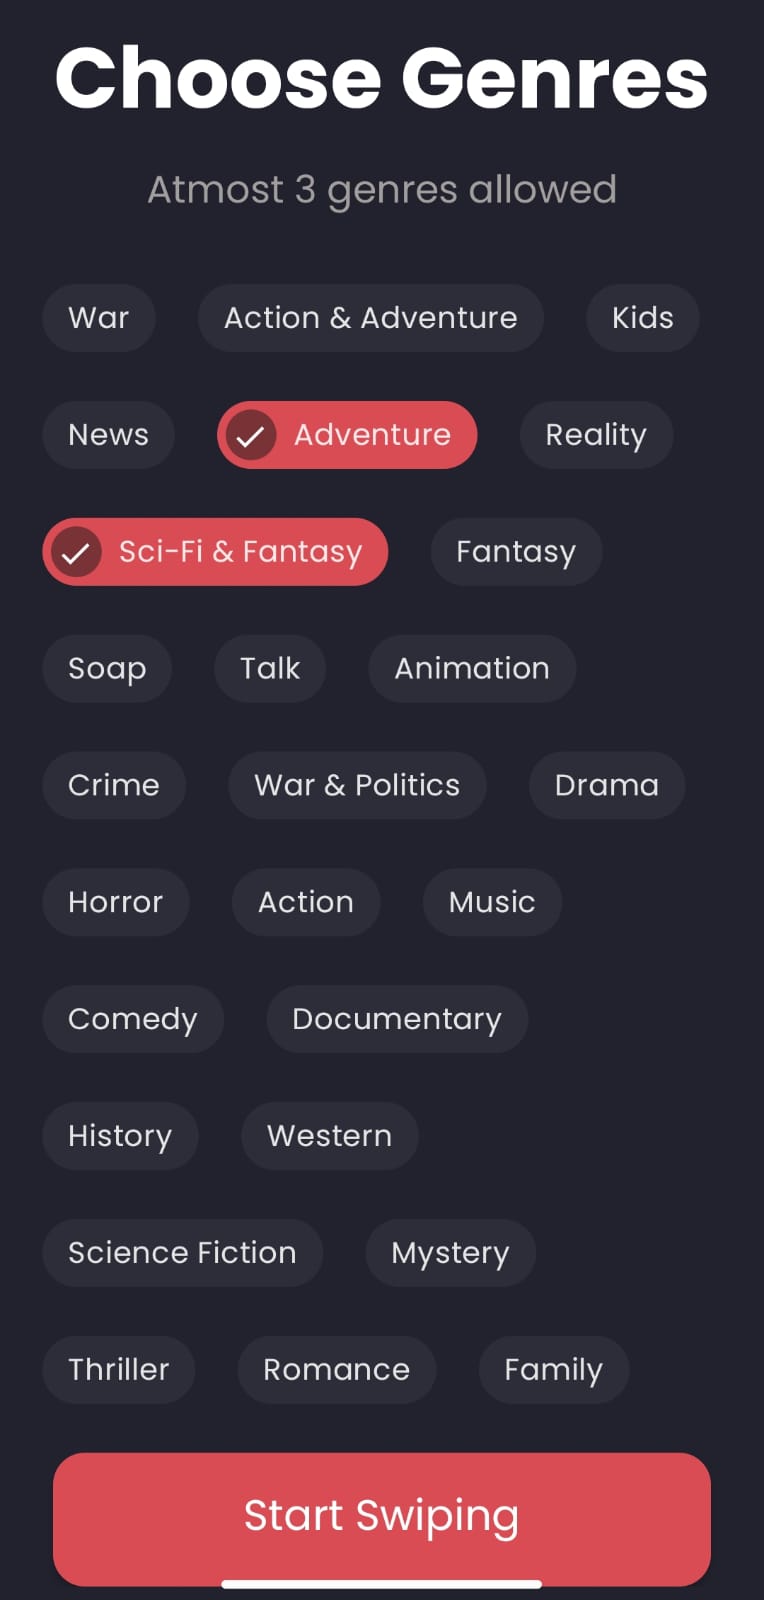 Choose Genres
Atmost 3 genres allowed
War Action & Adventure Kids
News Adventure Reality
Sci-Fi & Fantasy Fantasy
Soap Talk Animation
Crime War & Politics Drama
Horror Action Music
Comedy Documentary
History Western
Science Fiction Mystery
Thriller Romance Family
Start Swiping